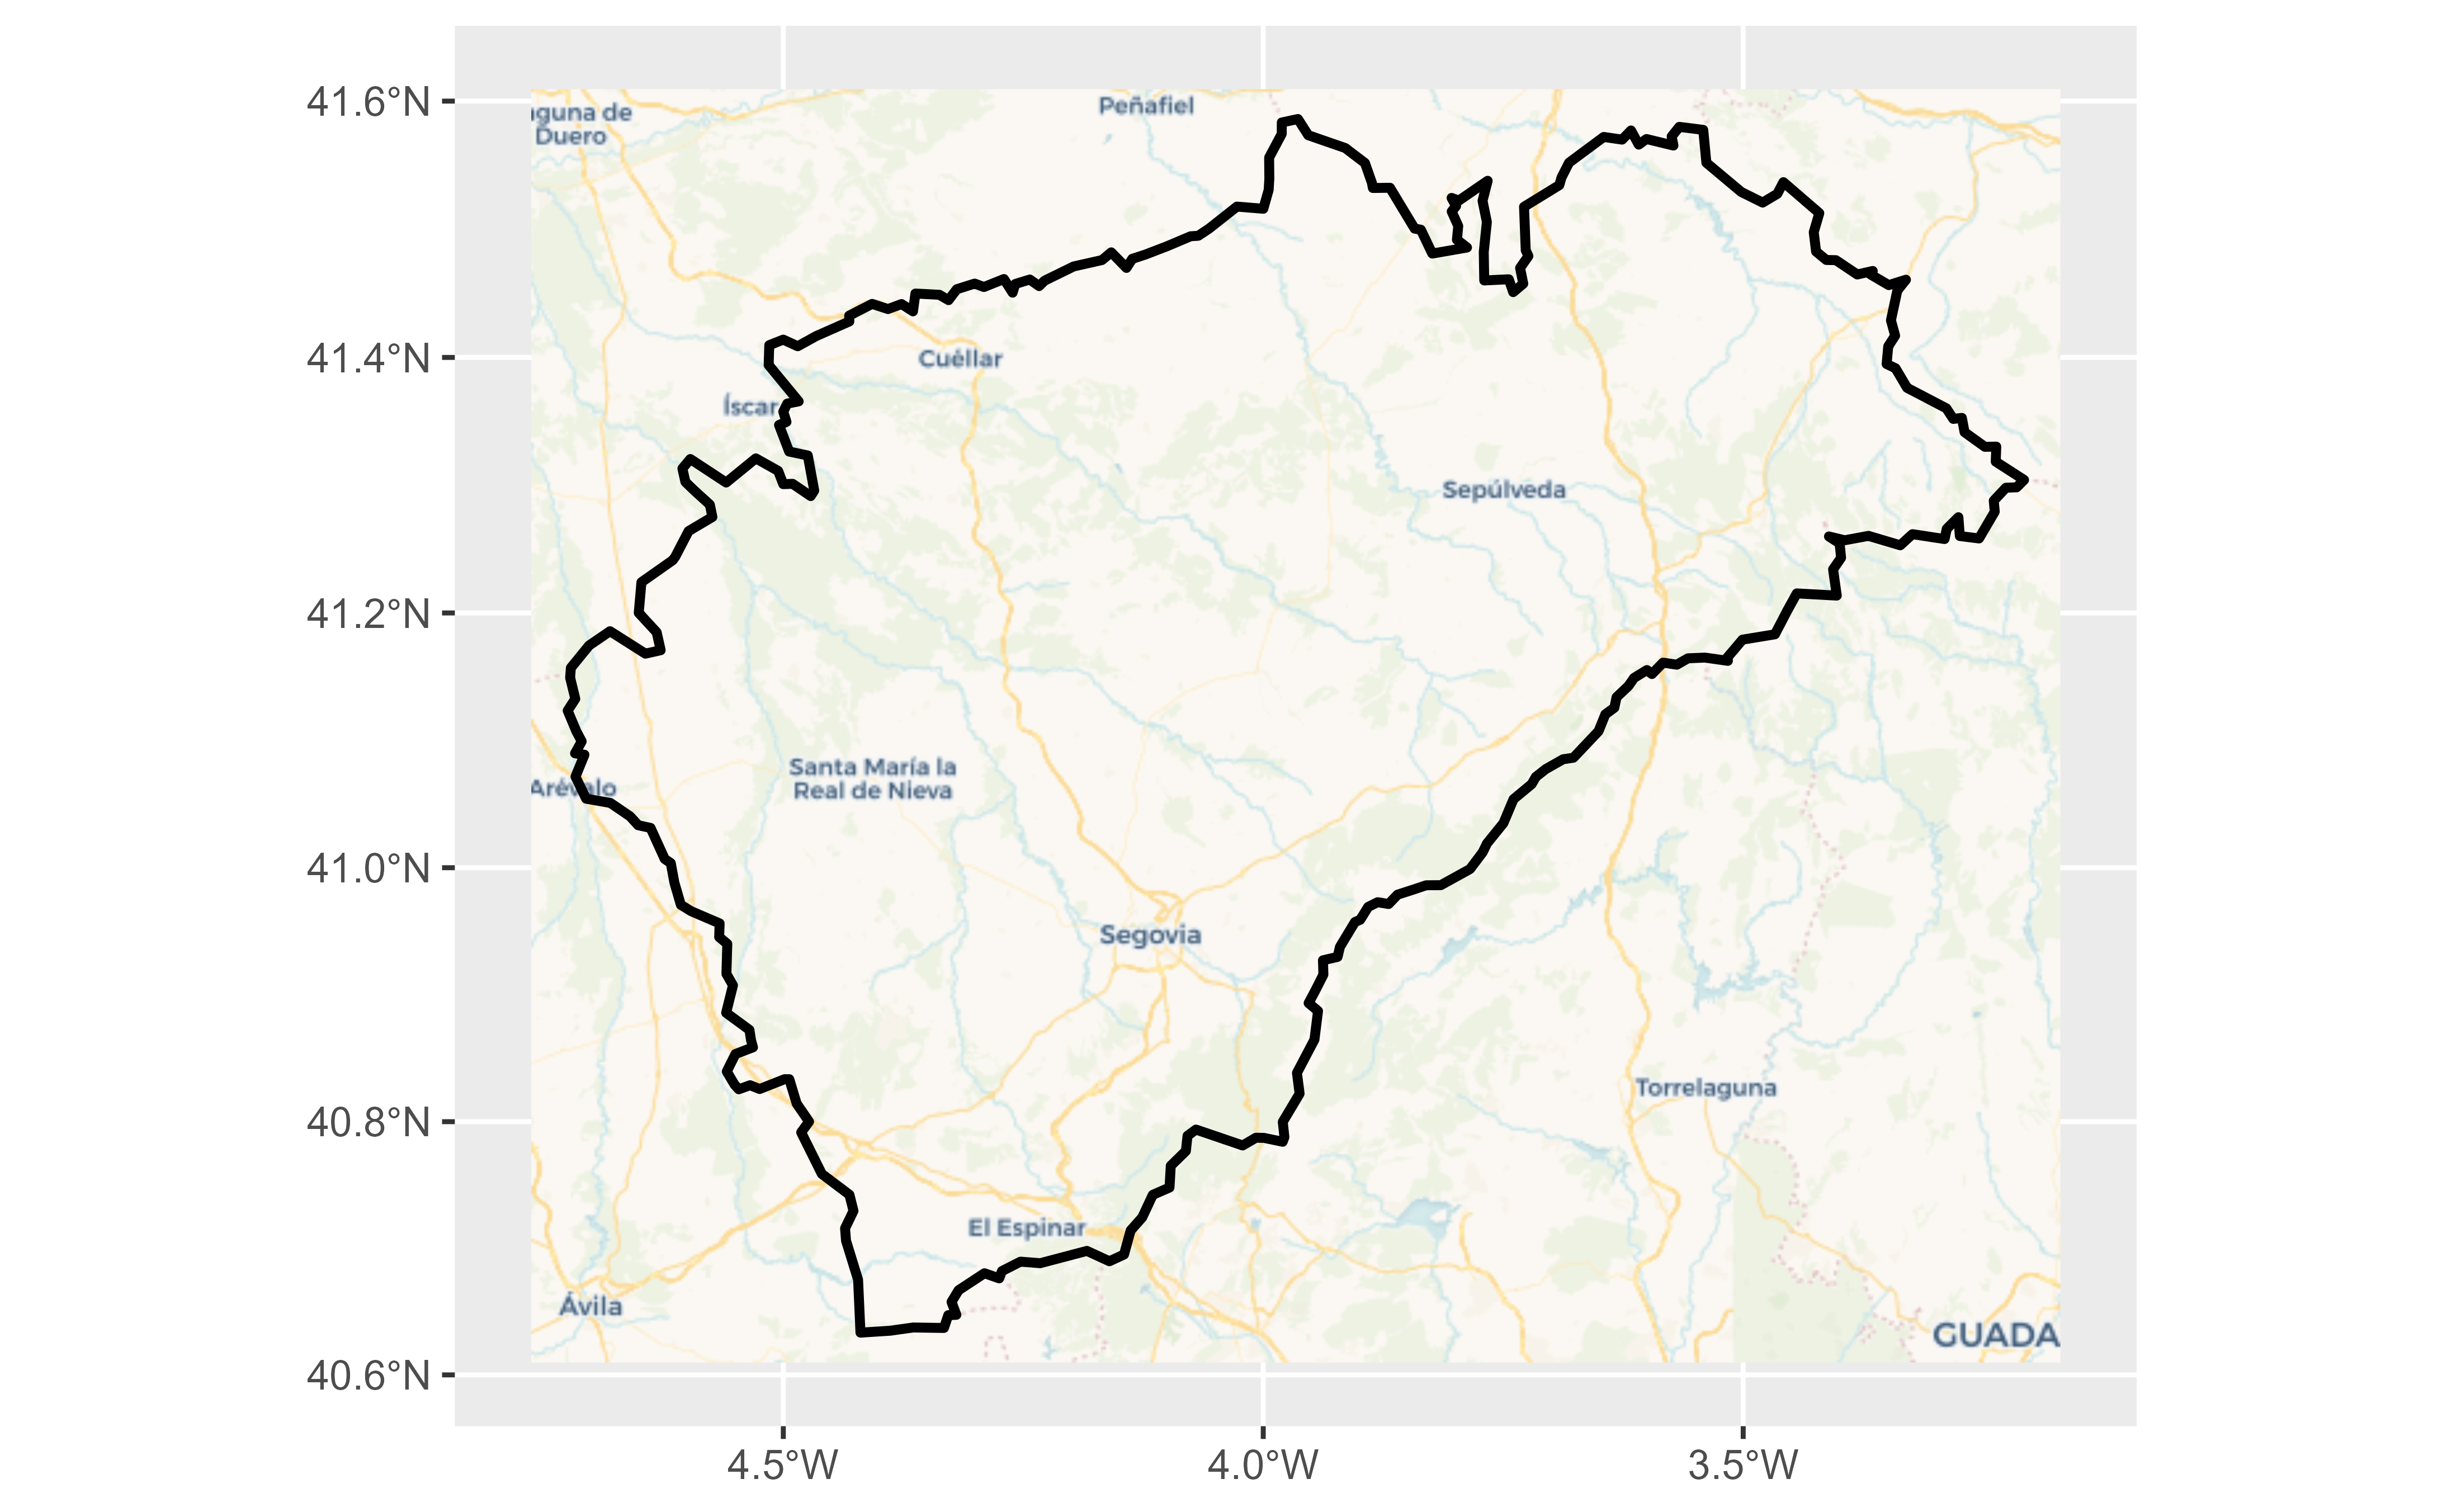 41.6°N
41.4°N
41.2°N
41.0°N
40.8°N
40.6°N
4.5°W
4.0°W
3.5°W
aguna de
Duero
Peñafiel
Cuéllar
Íscar
Sepúlveda
Santa María la
Real de Nieva
Arévalo
Segovia
Torrelaguna
El Espinar
Ávila
GUADA